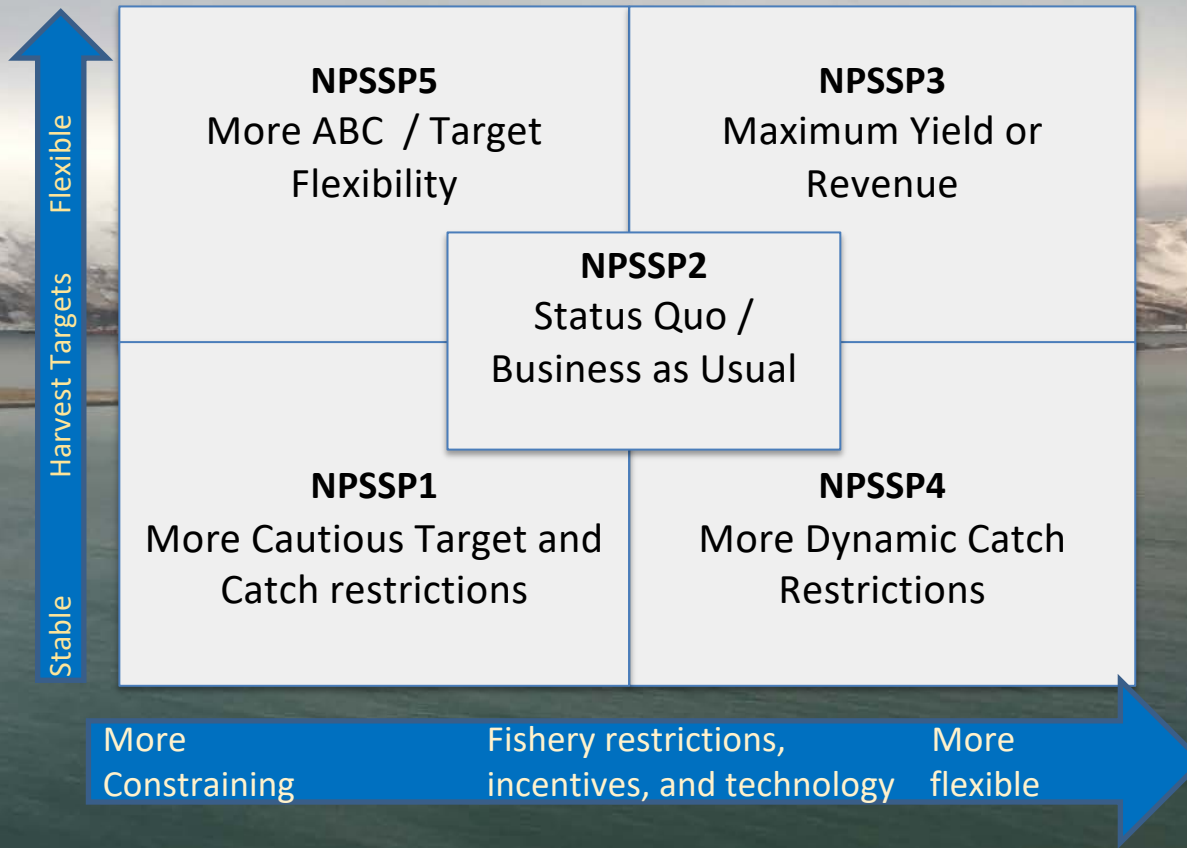 NPSSP5
More ABC / Target
Flexibility
NPSSP3
Maximum Yield or
Revenue
NPSSP2
Status Quo /
Business as Usual
NPSSP1
More Cautious Target and
Catch restrictions
NPSSP4
More Dynamic Catch
Restrictions
Stable Harvest Targets Flexible
More
Constraining
Fishery restrictions,
incentives, and technology
More
flexible